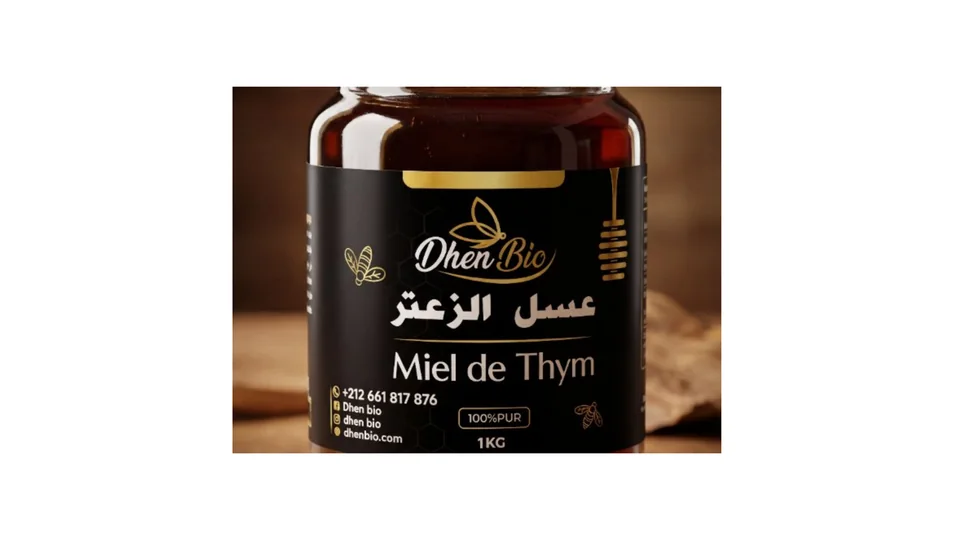 Dhen Bio
عسل الزعتر
Miel de Thym
+212 661 817 876
Dhen bio
dhen bio
dhenbio.com
100%PUR
1KG